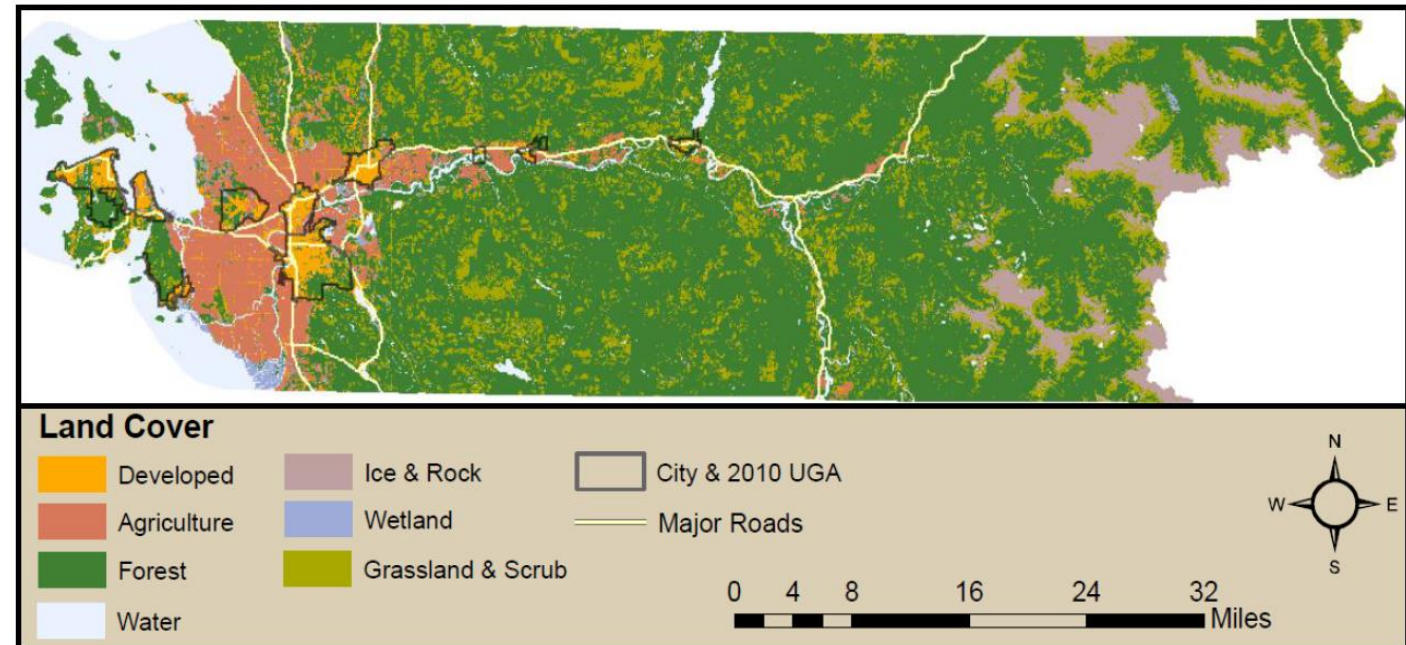 Land Cover
Developed
Agriculture
Forest
Water
Ice & Rock
Wetland
Grassland & Scrub
City & 2010 UGA
Major Roads
0 4 8 16 24 32
Miles
N
W E
S